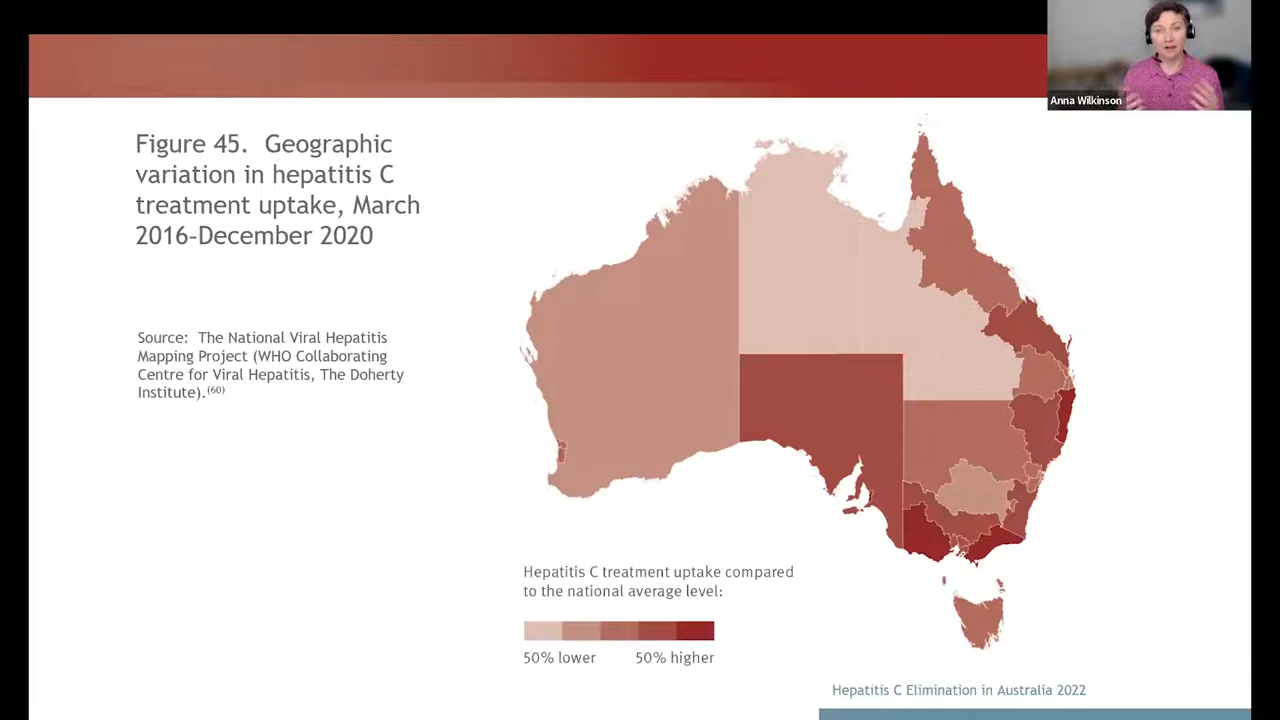 Anna Wilkinson
Figure 45.  Geographic
variation in hepatitis C
treatment uptake, March
2016-December 2020
Source:  The National Viral Hepatitis
Mapping Project (WHO Collaborating
Centre for Viral Hepatitis, The Doherty
Institute).(60)
Hepatitis C treatment uptake compared
to the national average level:
50% lower
50% higher
Hepatitis C Elimination in Australia 2022